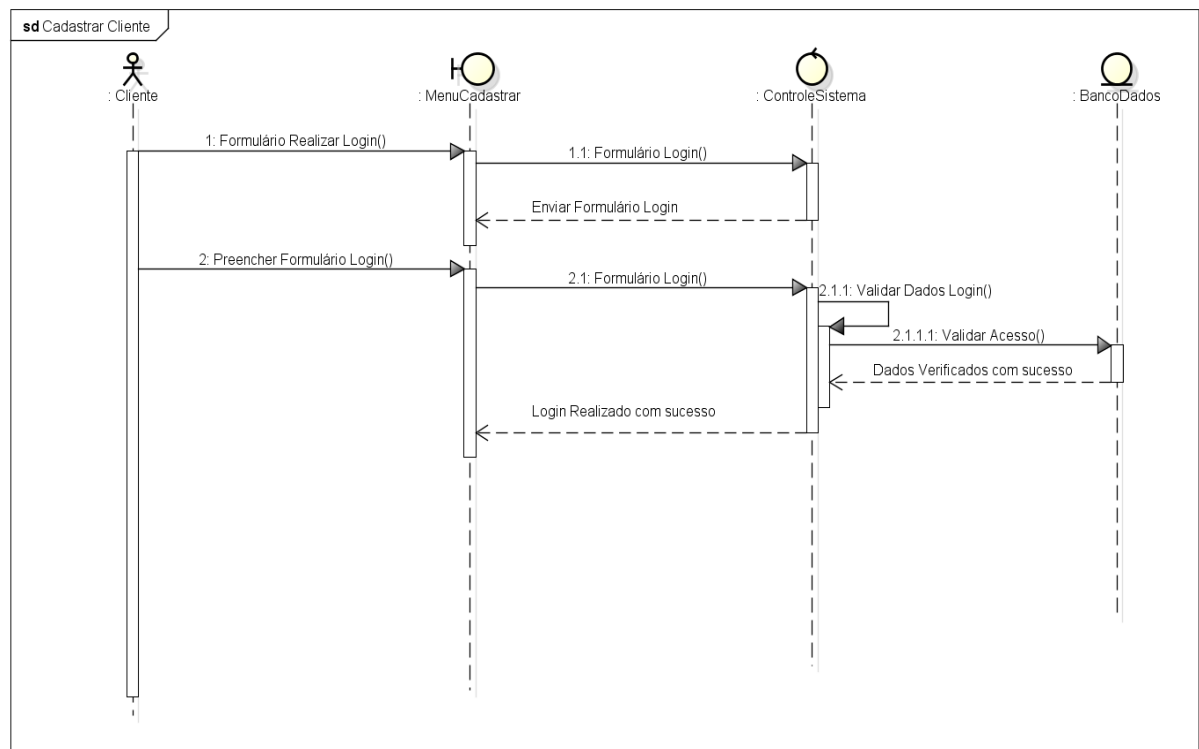 sd Cadastrar Cliente
: Cliente
: MenuCadastrar
: ControleSistema
: BancoDados
1: Formulário Realizar Login()
1.1: Formulário Login()
Enviar Formulário Login
2: Preencher Formulário Login()
2.1: Formulário Login()
2.1.1: Validar Dados Login()
2.1.1.1: Validar Acesso()
Dados Verificados com sucesso
Login Realizado com sucesso